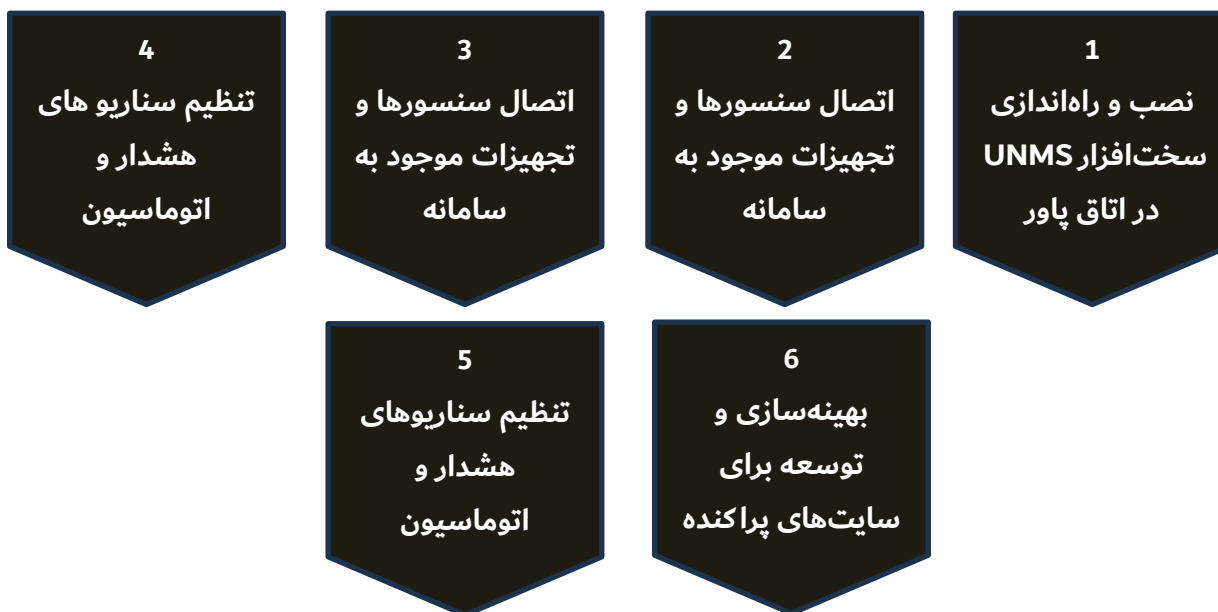 1
نصب و راه‌اندازی
سخت‌افزار UNMS
در اتاق پاور
2
اتصال سنسورها و
تجهیزات موجود به
سامانه
3
اتصال سنسورها و
تجهیزات موجود به
سامانه
4
تنظیم سناریو های
هشدار و
اتوماسیون
5
تنظیم سناریوهای
هشدار و
اتوماسیون
6
بهینه‌سازی و
توسعه برای
سایت‌های پراکنده